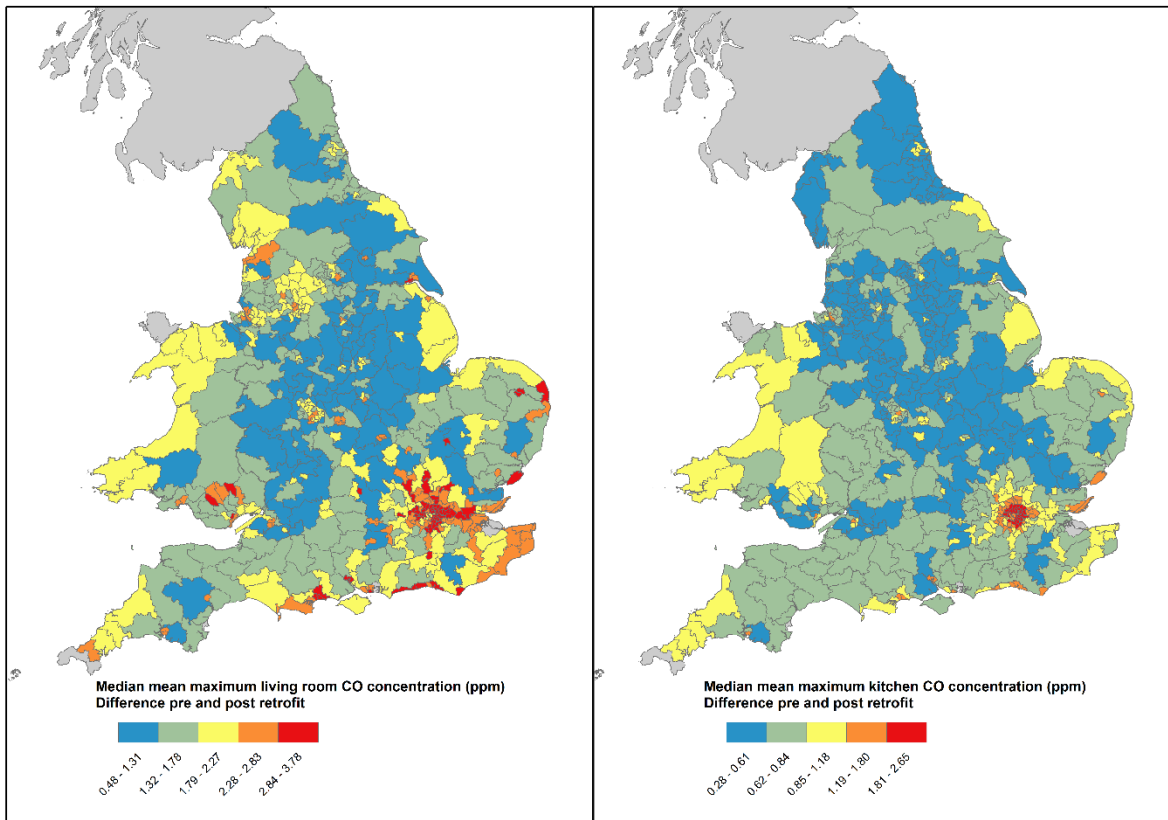 Median mean maximum living room CO concentration (ppm)
Difference pre and post retrofit
0.48 - 1.31
1.32 - 1.78
1.79 - 2.27
2.28 - 2.83
2.84 - 3.78
Median mean maximum kitchen CO concentration (ppm)
Difference pre and post retrofit
0.28 - 0.61
0.62 - 0.84
0.85 - 1.18
1.19 - 1.80
1.81 - 2.65